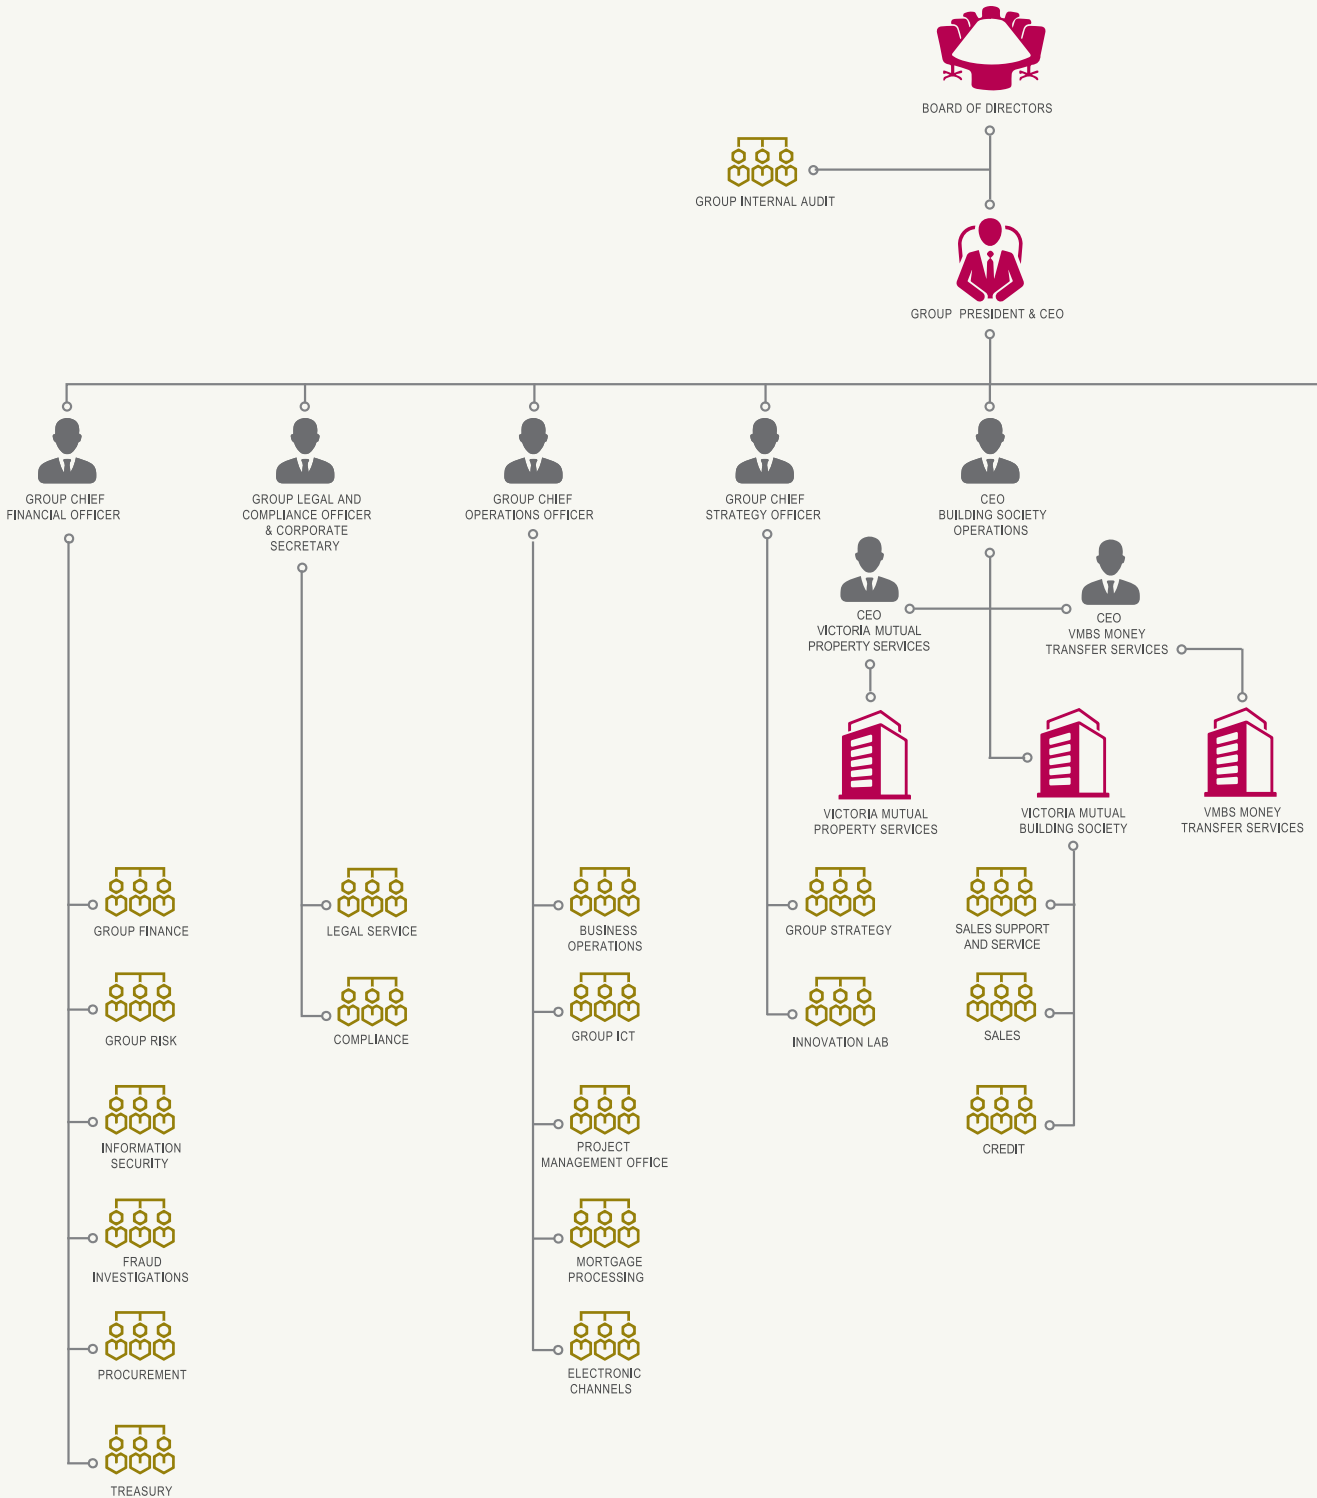 BOARD OF DIRECTORS
GROUP INTERNAL AUDIT
GROUP PRESIDENT & CEO
GROUP CHIEF
FINANCIAL OFFICER
GROUP LEGAL AND
COMPLIANCE OFFICER
& CORPORATE
SECRETARY
GROUP CHIEF
OPERATIONS OFFICER
GROUP CHIEF
STRATEGY OFFICER
CEO
BUILDING SOCIETY
OPERATIONS
CEO
VICTORIA MUTUAL
PROPERTY SERVICES
CEO
VMBS MONEY
TRANSFER SERVICES
VICTORIA MUTUAL
PROPERTY SERVICES
VICTORIA MUTUAL
BUILDING SOCIETY
VMBS MONEY
TRANSFER SERVICES
GROUP FINANCE
LEGAL SERVICE
BUSINESS
OPERATIONS
GROUP STRATEGY
SALES SUPPORT
AND SERVICE
GROUP RISK
COMPLIANCE
GROUP ICT
INNOVATION LAB
SALES
INFORMATION
SECURITY
PROJECT
MANAGEMENT OFFICE
CREDIT
FRAUD
INVESTIGATIONS
MORTGAGE
PROCESSING
PROCUREMENT
ELECTRONIC
CHANNELS
TREASURY